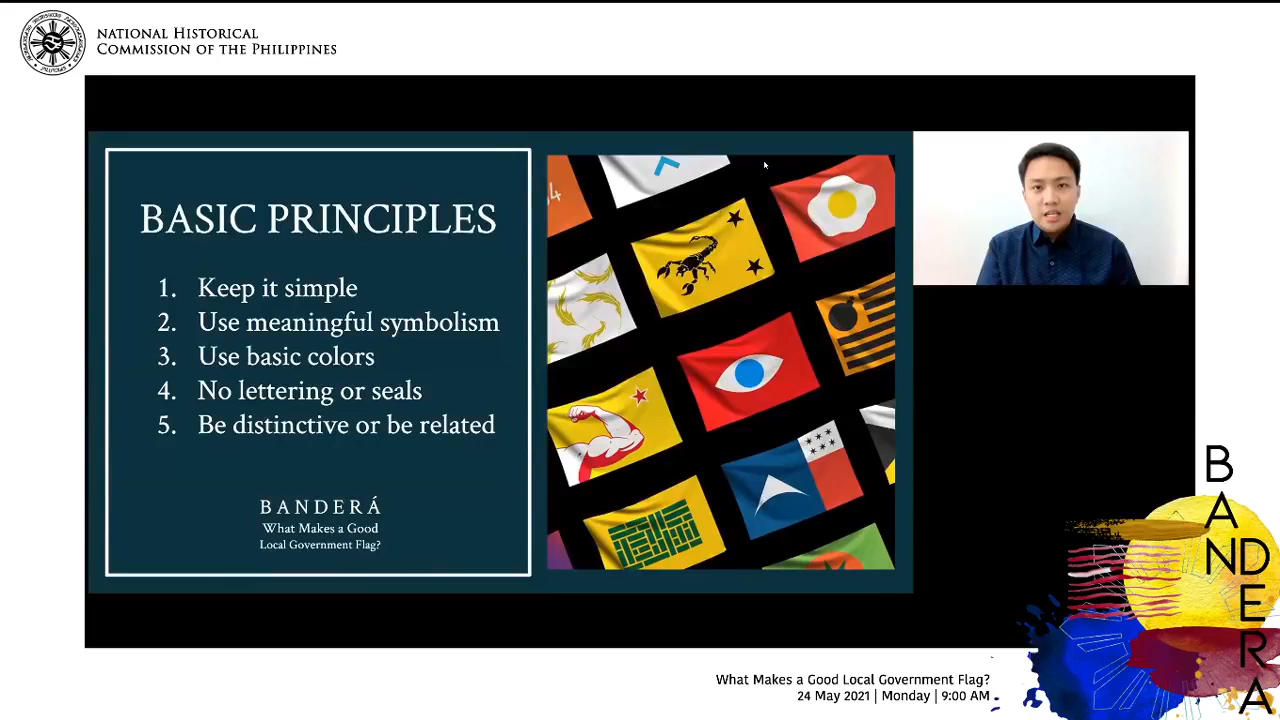 NATIONAL HISTORICAL
COMMISSION OF THE PHILIPPINES
BASIC PRINCIPLES
1. Keep it simple
2. Use meaningful symbolism
3. Use basic colors
4. No lettering or seals
5. Be distinctive or be related
BANDERÁ
What Makes a Good
Local Government Flag?
BANDERA
What Makes a Good Local Government Flag?
24 May 2021 | Monday | 9:00 AM